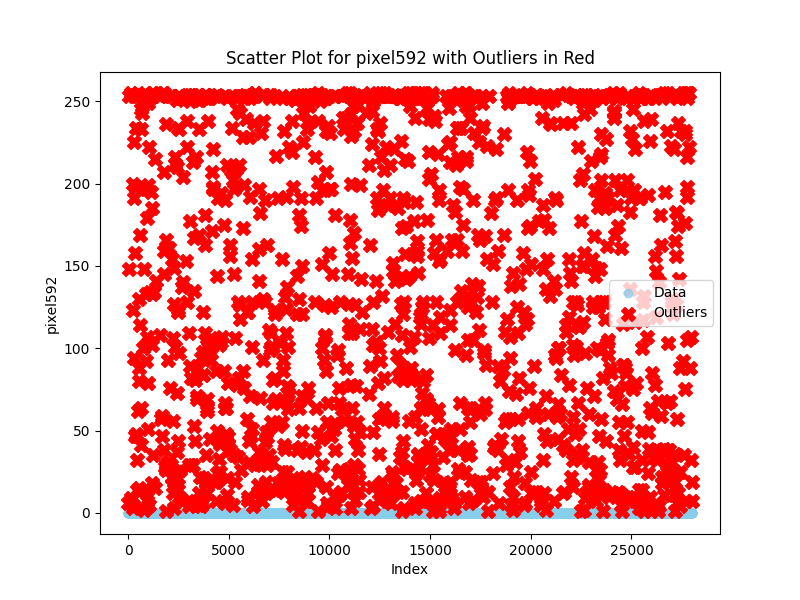 Scatter Plot for pixel592 with Outliers in Red
250
200
150
100
50
0
pixel592
Data
Outliers
0 5000 10000 15000 20000 25000
Index